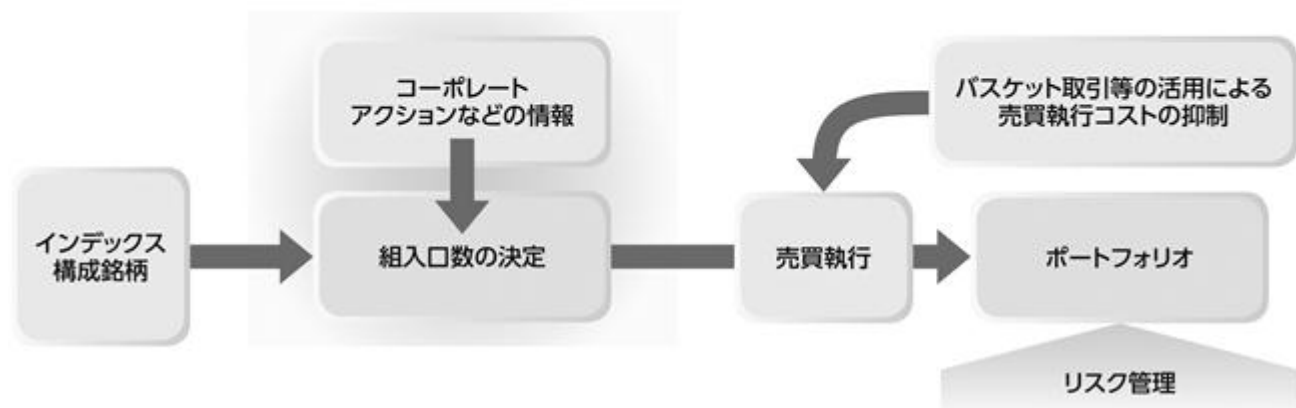 コーポレート
アクションなどの情報
バスケット取引等の活用による
売買執行コストの抑制
インデックス
構成銘柄
組入口数の決定
売買執行
ポートフォリオ
リスク管理